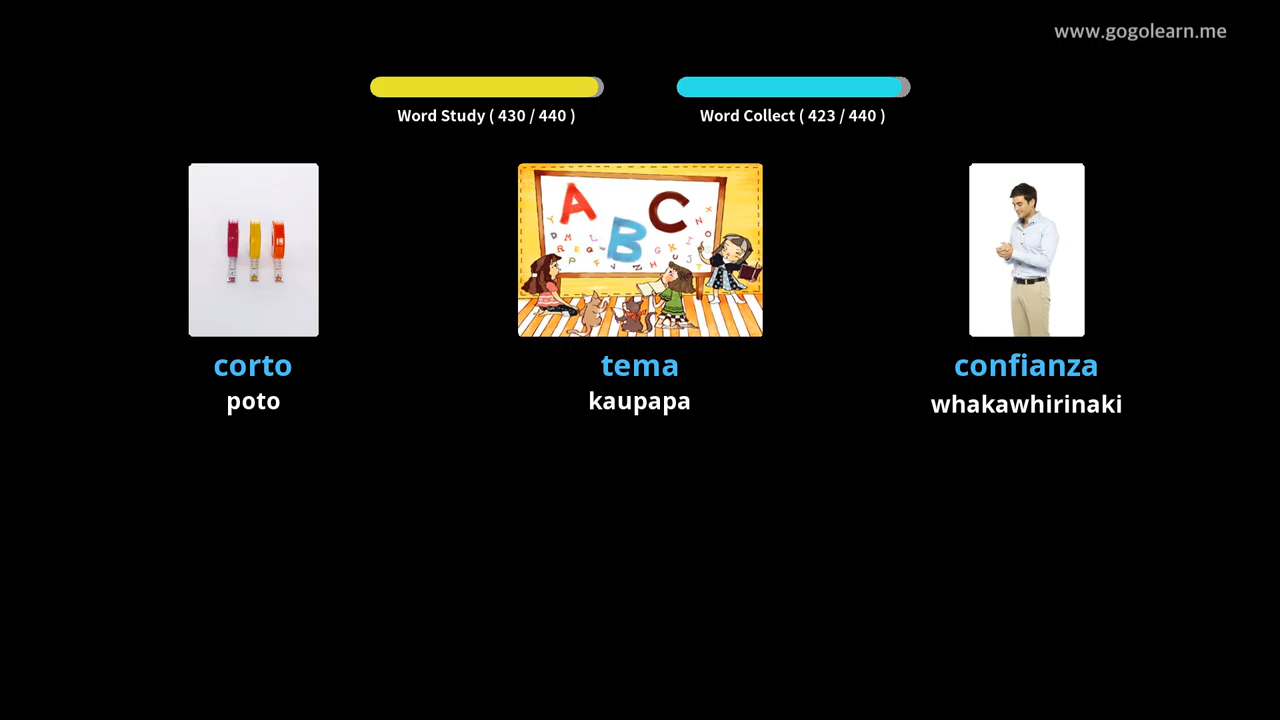 www.gogolearn.me
Word Study ( 430 / 440 )
Word Collect ( 423 / 440 )
A B C
corto
poto
tema
kaupapa
confianza
whakawhirinaki